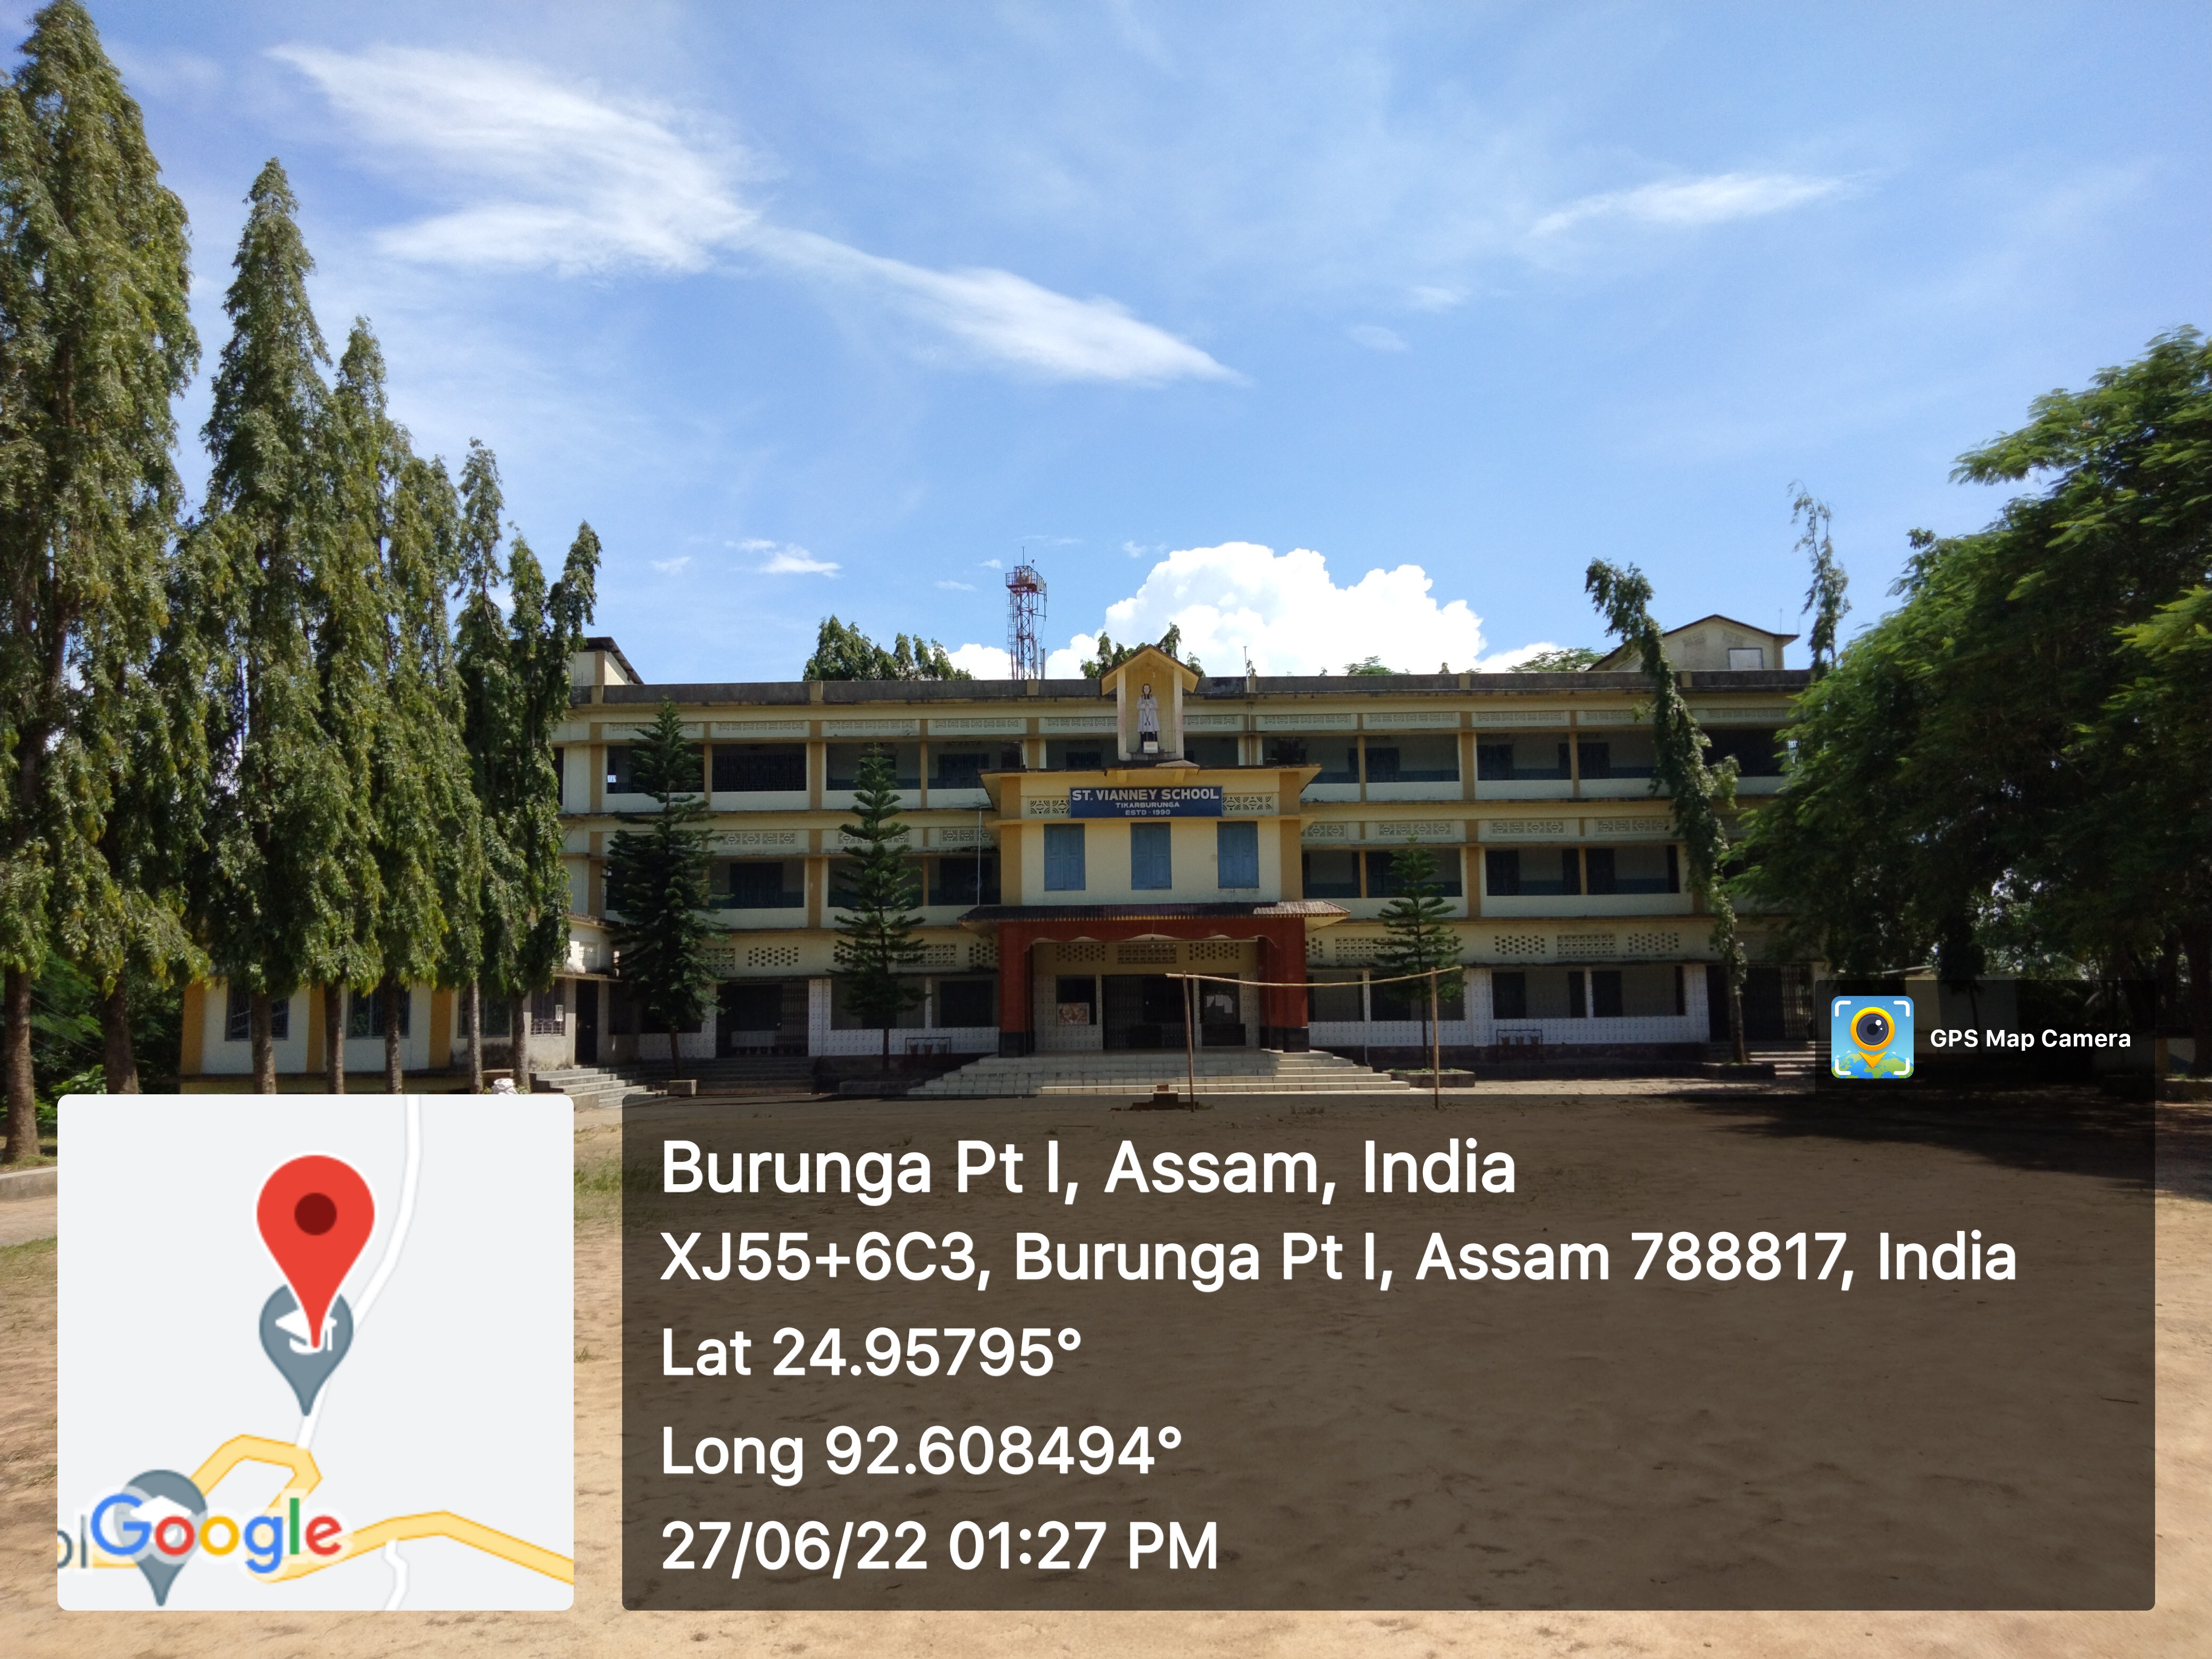 ST. VIANNEY SCHOOL
TIKARBURUNGA
ESTD - 1990
GPS Map Camera
Burunga Pt I, Assam, India
XJ55+6C3, Burunga Pt I, Assam 788817, India
Lat 24.95795°
Long 92.608494°
27/06/22 01:27 PM
Google